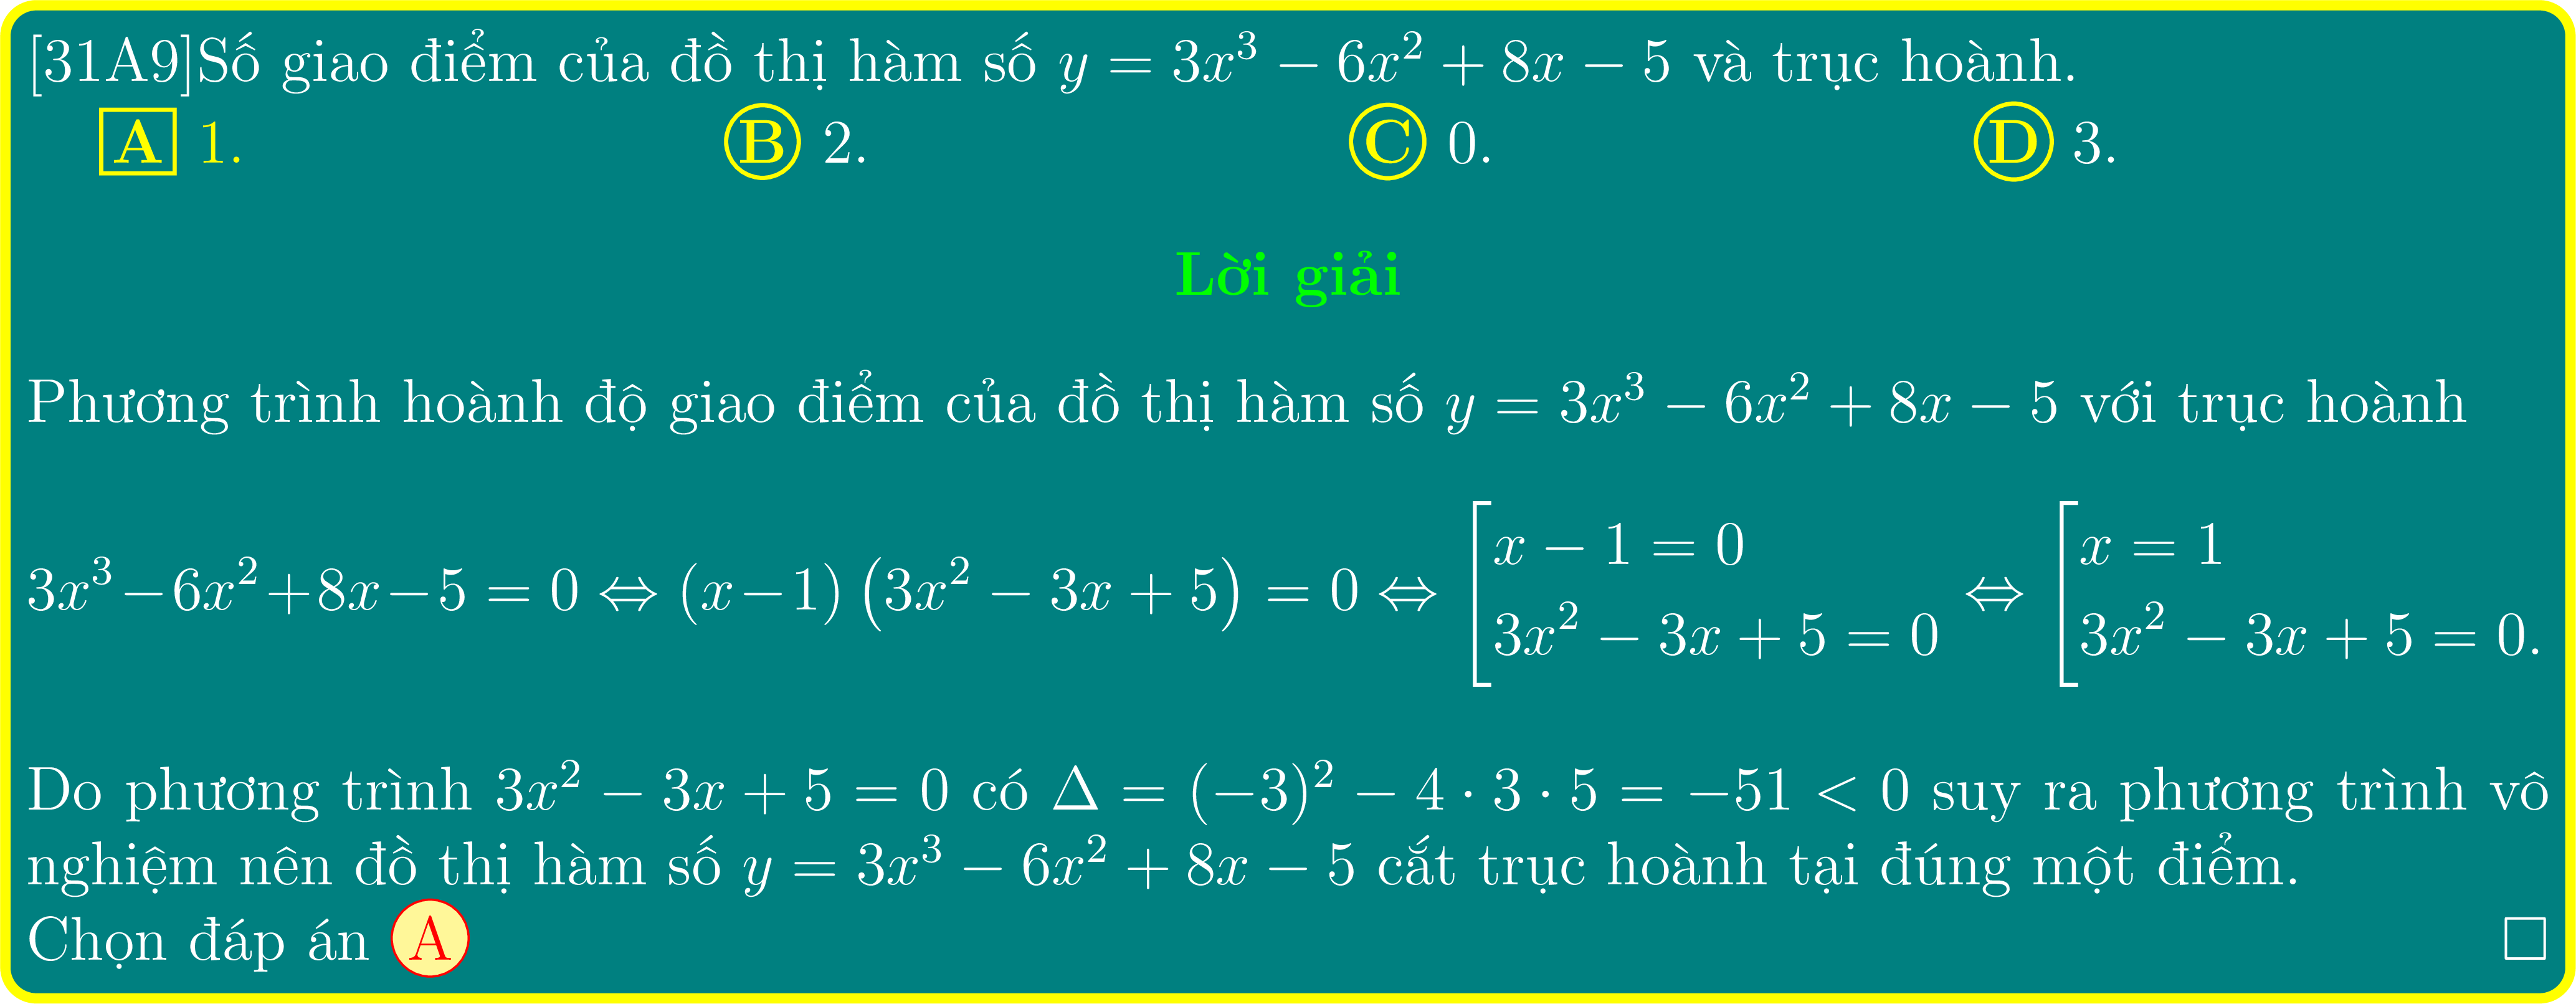 [31A9]Số giao điểm của đồ thị hàm số y = 3x³ − 6x² + 8x − 5 và trục hoành.
A 1. B 2. C 0. D 3.
Lời giải
Phương trình hoành độ giao điểm của đồ thị hàm số y = 3x³ − 6x² + 8x − 5 với trục hoành
3x³−6x²+8x−5 = 0 ⇔ (x−1) (3x² − 3x + 5) = 0 ⇔ [x − 1 = 0 3x² − 3x + 5 = 0 ⇔ [x = 1 3x² − 3x + 5 = 0.
Do phương trình 3x² − 3x + 5 = 0 có Δ = (−3)² − 4 · 3 · 5 = −51 < 0 suy ra phương trình vô
nghiệm nên đồ thị hàm số y = 3x³ − 6x² + 8x − 5 cắt trục hoành tại đúng một điểm.
Chọn đáp án A □